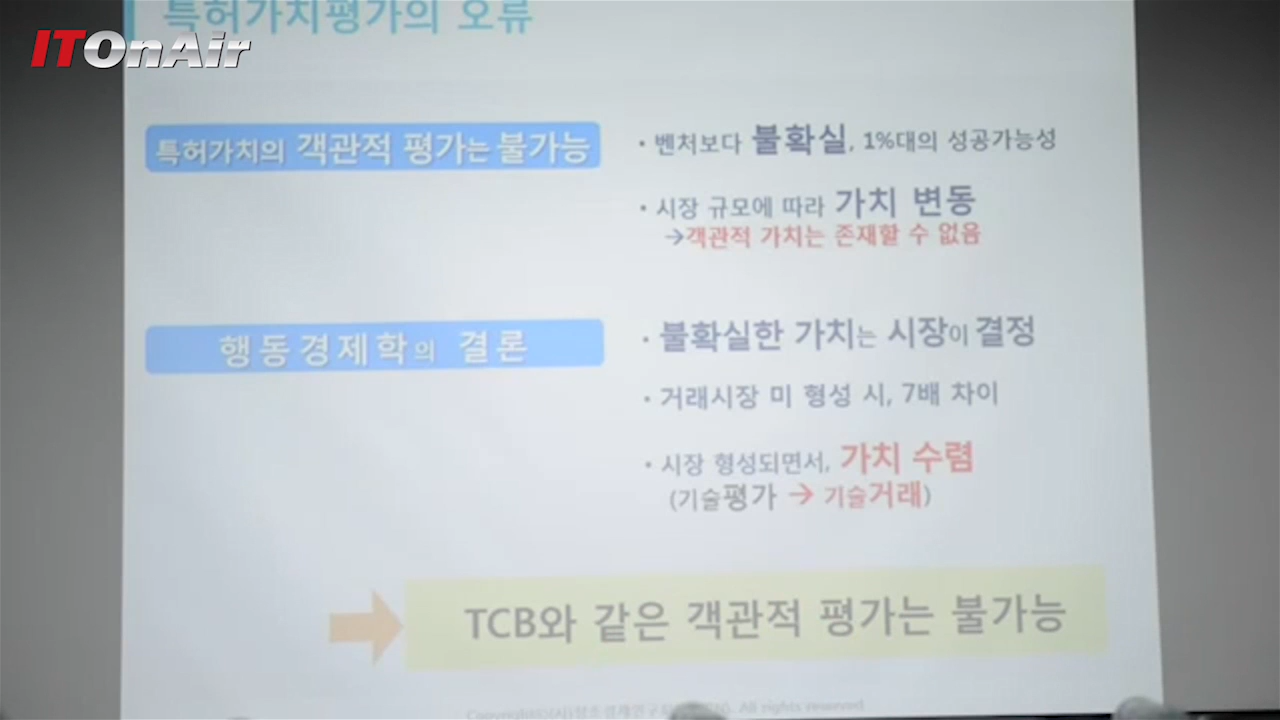 특허가치평가의 오류
ITOnAir
특허가치의 객관적 평가는 불가능
• 벤처보다 불확실, 1%대의 성공가능성
• 시장 규모에 따라 가치 변동
→객관적 가치는 존재할 수 없음
행동경제학의 결론
• 불확실한 가치는 시장이 결정
• 거래시장 미 형성 시, 7배 차이
• 시장 형성되면서, 가치 수렴
(기술평가 → 기술거래)
TCB와 같은 객관적 평가는 불가능
All rights reserved